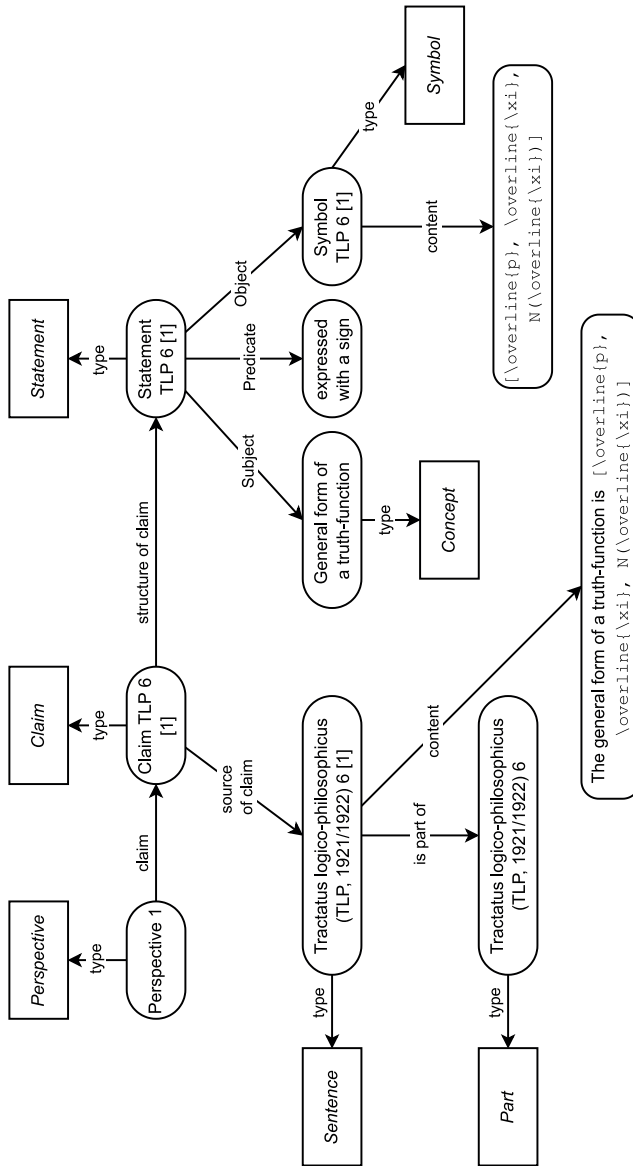 Perspective
Claim
Statement
type
type
type
Perspective 1
claim
Claim TLP 6
[1]
structure of claim
Statement
TLP 6 [1]
source
of claim
Subject
Predicate
Object
Sentence
type
Tractatus logico-philosophicus
(TLP, 1921/1922) 6 [1]
General form of
a truth-function
expressed
with a sign
Symbol
TLP 6 [1]
type
Symbol
is part of
content
type
content
Concept
Part
type
Tractatus logico-philosophicus
(TLP, 1921/1922) 6
[\overline{p}, \overline{\xi},
N(\overline{\xi})]
The general form of a truth-function is [\overline{p},
\overline{\xi}, N(\overline{\xi})]